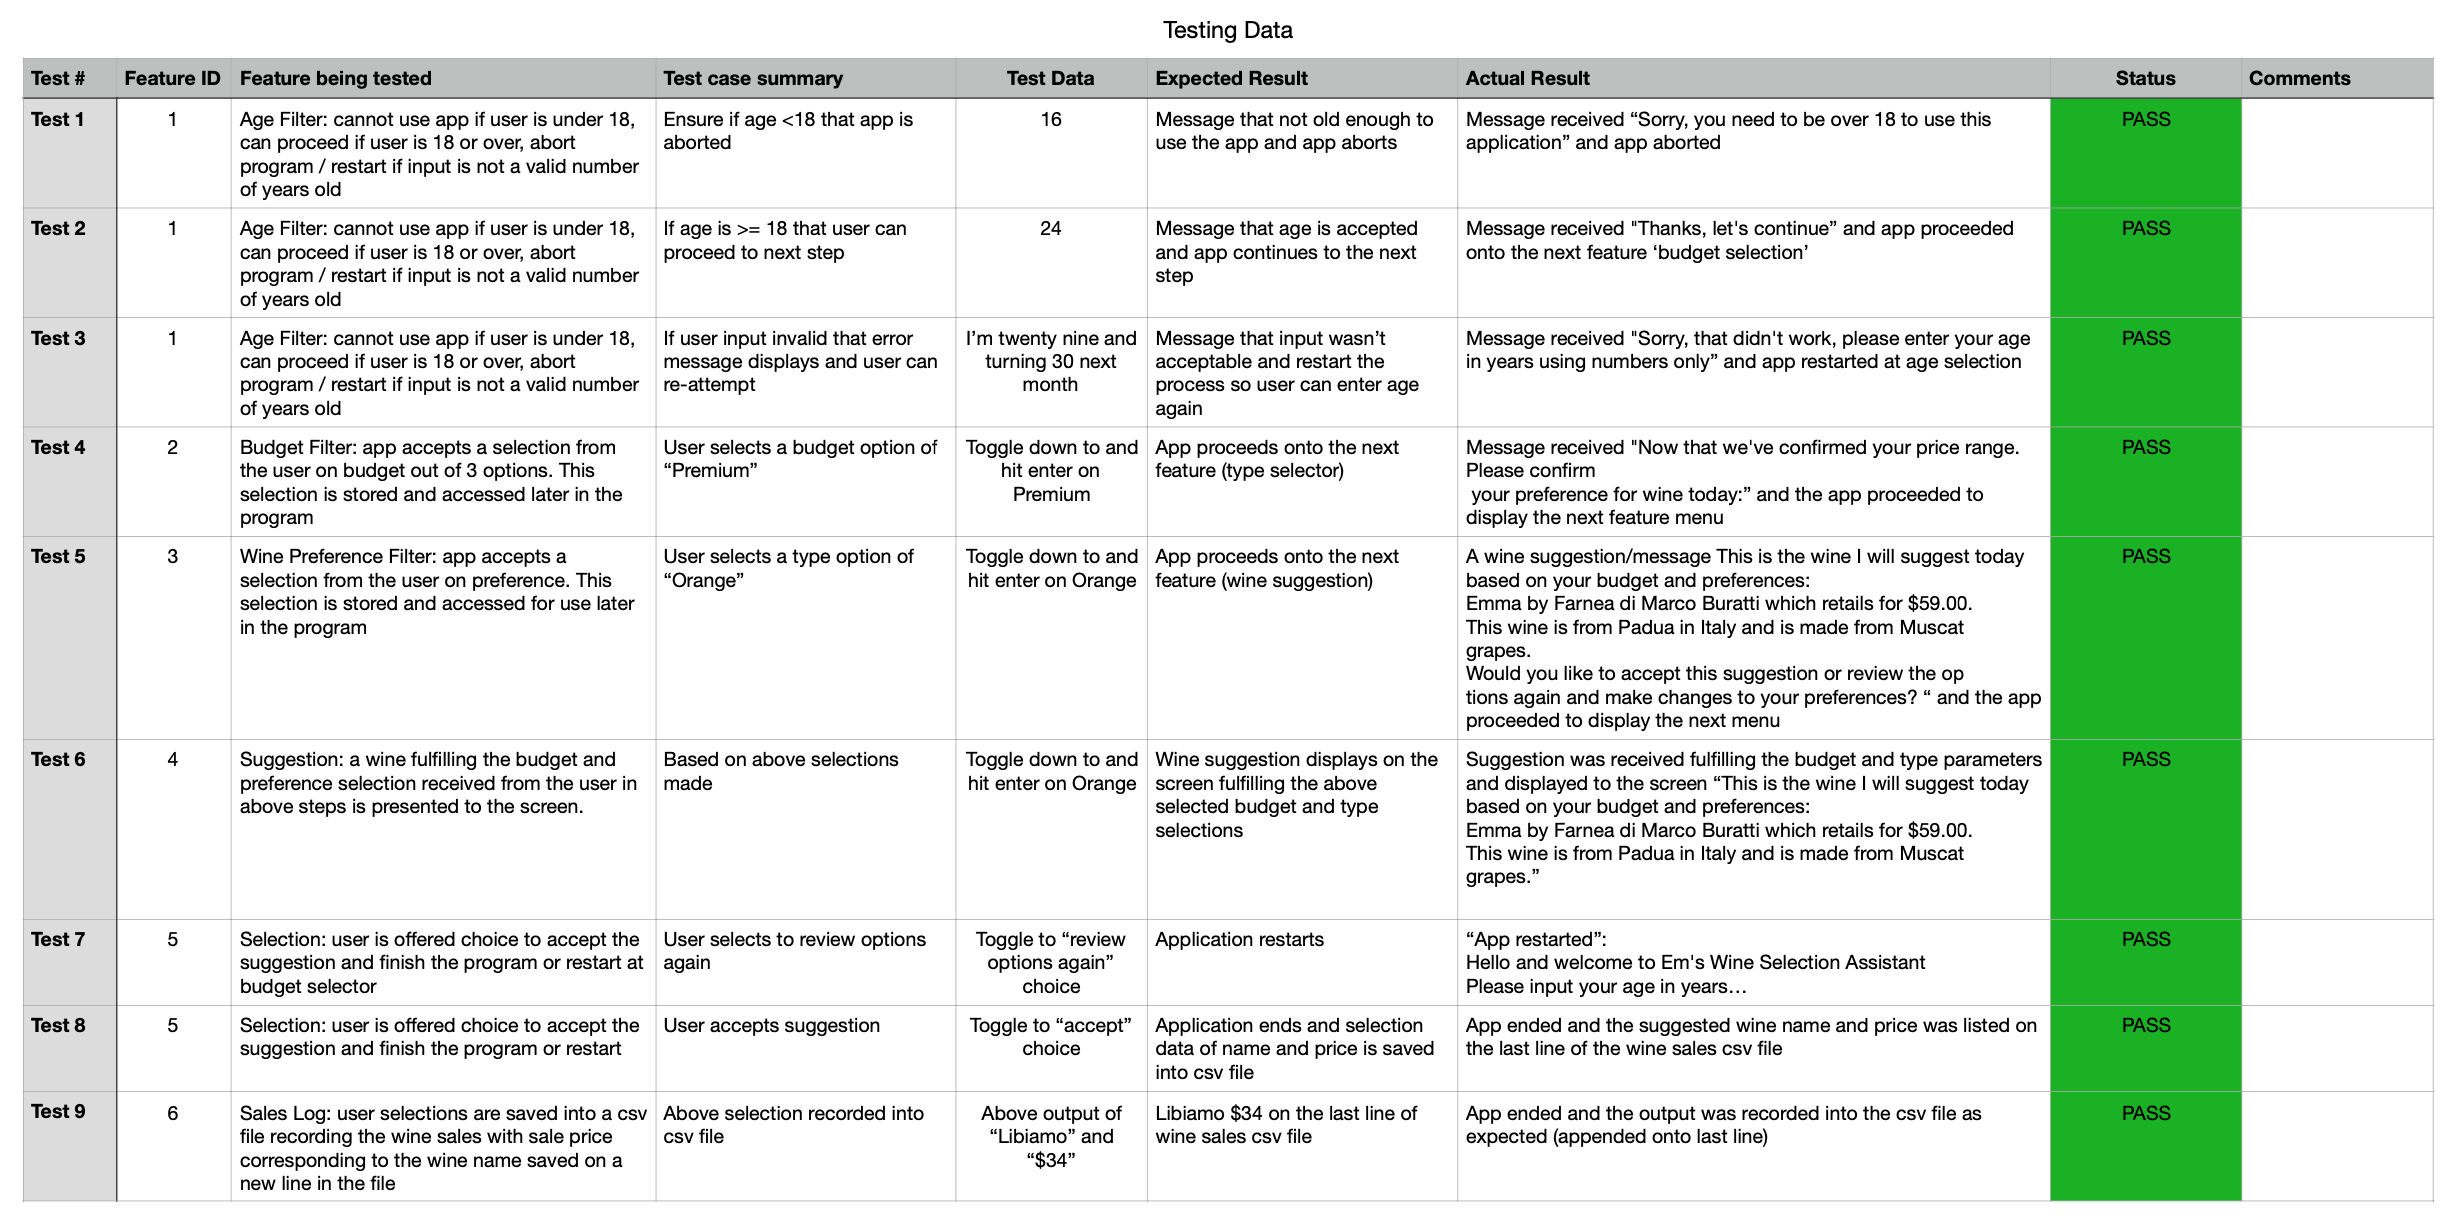 Testing Data
Test #
Feature ID
Feature being tested
Test case summary
Test Data
Expected Result
Actual Result
Status
Comments
Test 1
1
Age Filter: cannot use app if user is under 18,
can proceed if user is 18 or over, abort
program / restart if input is not a valid number
of years old
Ensure if age <18 that app is
aborted
16
Message that not old enough to
use the app and app aborts
Message received “Sorry, you need to be over 18 to use this
application” and app aborted
PASS
Test 2
1
Age Filter: cannot use app if user is under 18,
can proceed if user is 18 or over, abort
program / restart if input is not a valid number
of years old
If age is >= 18 that user can
proceed to next step
24
Message that age is accepted
and app continues to the next
step
Message received "Thanks, let's continue” and app proceeded
onto the next feature ‘budget selection’
PASS
Test 3
1
Age Filter: cannot use app if user is under 18,
can proceed if user is 18 or over, abort
program / restart if input is not a valid number
of years old
If user input invalid that error
message displays and user can
re-attempt
I’m twenty nine and
turning 30 next
month
Message that input wasn’t
acceptable and restart the
process so user can enter age
again
Message received "Sorry, that didn't work, please enter your age
in years using numbers only” and app restarted at age selection
PASS
Test 4
2
Budget Filter: app accepts a selection from
the user on budget out of 3 options. This
selection is stored and accessed later in the
program
User selects a budget option of
“Premium”
Toggle down to and
hit enter on
Premium
App proceeds onto the next
feature (type selector)
Message received "Now that we've confirmed your price range.
Please confirm
your preference for wine today:” and the app proceeded to
display the next feature menu
PASS
Test 5
3
Wine Preference Filter: app accepts a
selection from the user on preference. This
selection is stored and accessed for use later
in the program
User selects a type option of
“Orange”
Toggle down to and
hit enter on Orange
App proceeds onto the next
feature (wine suggestion)
A wine suggestion/message This is the wine I will suggest today
based on your budget and preferences:
Emma by Farnea di Marco Buratti which retails for $59.00.
This wine is from Padua in Italy and is made from Muscat
grapes.
Would you like to accept this suggestion or review the op
tions again and make changes to your preferences? “ and the app
proceeded to display the next menu
PASS
Test 6
4
Suggestion: a wine fulfilling the budget and
preference selection received from the user in
above steps is presented to the screen.
Based on above selections
made
Toggle down to and
hit enter on Orange
Wine suggestion displays on the
screen fulfilling the above
selected budget and type
selections
Suggestion was received fulfilling the budget and type parameters
and displayed to the screen “This is the wine I will suggest today
based on your budget and preferences:
Emma by Farnea di Marco Buratti which retails for $59.00.
This wine is from Padua in Italy and is made from Muscat
grapes.”
PASS
Test 7
5
Selection: user is offered choice to accept the
suggestion and finish the program or restart at
budget selector
User selects to review options
again
Toggle to “review
options again”
choice
Application restarts
“App restarted”:
Hello and welcome to Em's Wine Selection Assistant
Please input your age in years…
PASS
Test 8
5
Selection: user is offered choice to accept the
suggestion and finish the program or restart
User accepts suggestion
Toggle to “accept”
choice
Application ends and selection
data of name and price is saved
into csv file
App ended and the suggested wine name and price was listed on
the last line of the wine sales csv file
PASS
Test 9
6
Sales Log: user selections are saved into a csv
file recording the wine sales with sale price
corresponding to the wine name saved on a
new line in the file
Above selection recorded into
csv file
Above output of
“Libiamo” and
“$34”
Libiamo $34 on the last line of
wine sales csv file
App ended and the output was recorded into the csv file as
expected (appended onto last line)
PASS